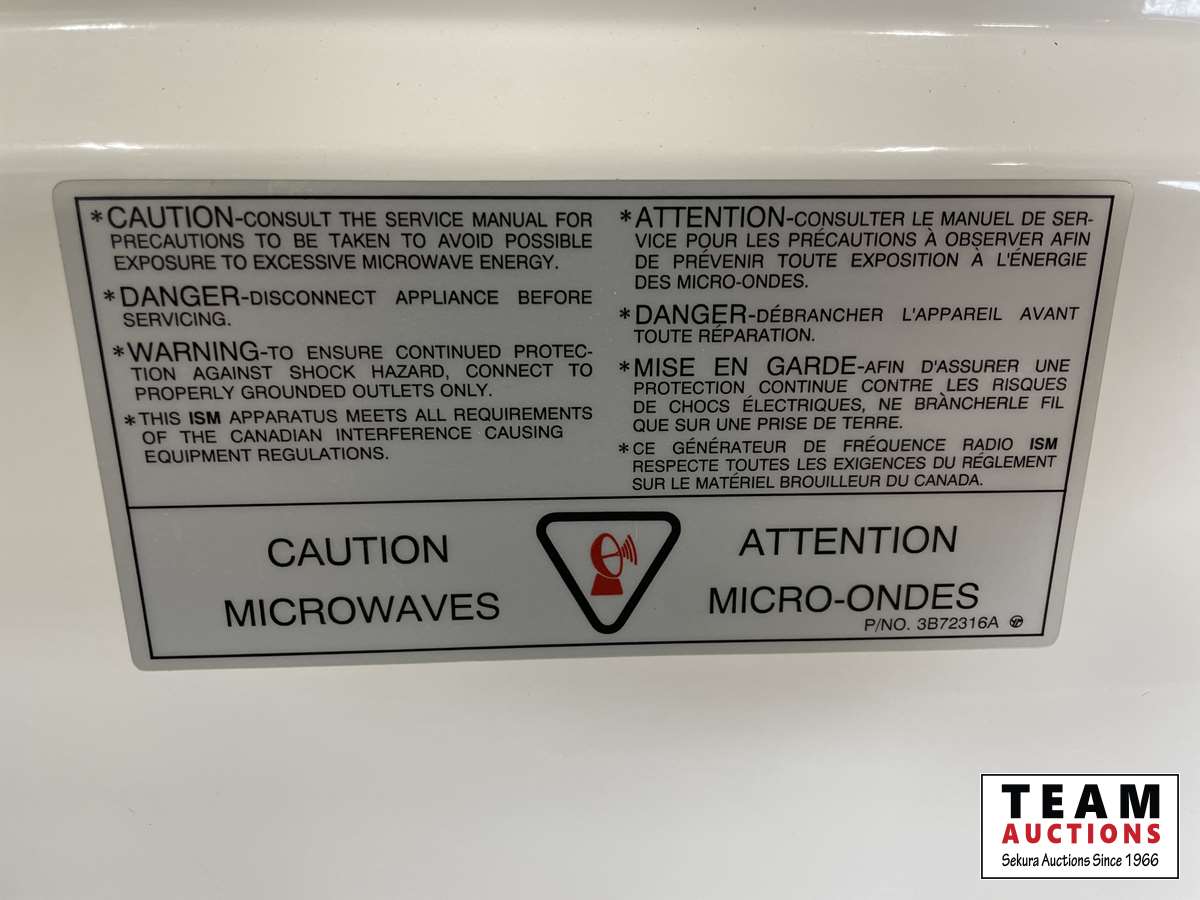 *CAUTION-CONSULT THE SERVICE MANUAL FOR
PRECAUTIONS TO BE TAKEN TO AVOID POSSIBLE
EXPOSURE TO EXCESSIVE MICROWAVE ENERGY.
*DANGER-DISCONNECT APPLIANCE BEFORE
SERVICING.
*WARNING-TO ENSURE CONTINUED PROTEC-
TION AGAINST SHOCK HAZARD, CONNECT TO
PROPERLY GROUNDED OUTLETS ONLY.
*THIS ISM APPARATUS MEETS ALL REQUIREMENTS
OF THE CANADIAN INTERFERENCE CAUSING
EQUIPMENT REGULATIONS.
*ATTENTION-CONSULTER LE MANUEL DE SER-
VICE POUR LES PRÉCAUTIONS À OBSERVER AFIN
DE PRÉVENIR TOUTE EXPOSITION À L'ÉNERGIE
DES MICRO-ONDES.
*DANGER-DÉBRANCHER L'APPAREIL AVANT
TOUTE RÉPARATION.
*MISE EN GARDE-AFIN D'ASSURER UNE
PROTECTION CONTINUE CONTRE LES RISQUES
DE CHOCS ÉLECTRIQUES, NE BRÀNCHERLE FIL
QUE SUR UNE PRISE DE TERRE.
*CE GÉNÉRATEUR DE FRÉQUENCE RADIO ISM
RESPECTE TOUTES LES EXIGENCES DU RÉGLEMENT
SUR LE MATÉRIEL BROUILLEUR DU CANADA.
CAUTION
MICROWAVES
ATTENTION
MICRO-ONDES
P/NO. 3B72316A
TEAM
AUCTIONS
Sekura Auctions Since 1966